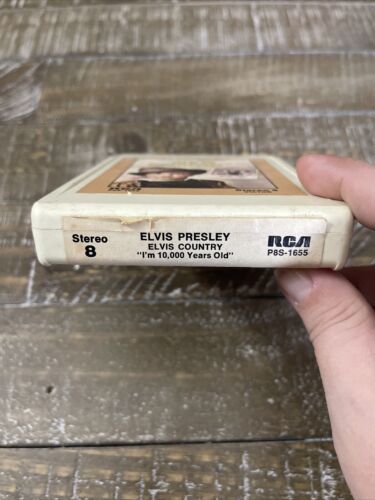 Stereo
8
ELVIS PRESLEY
ELVIS COUNTRY
"I'm 10,000 Years Old"
RCA
P8S-1655